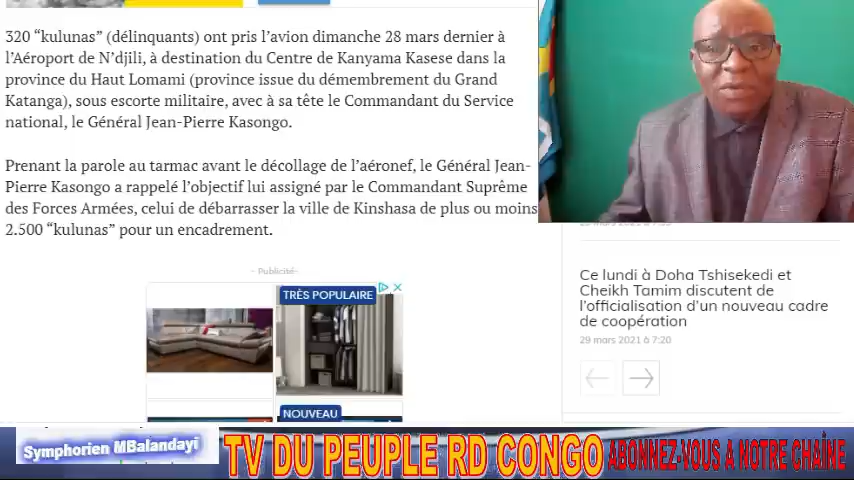 320 “kulunas” (délinquants) ont pris l’avion dimanche 28 mars dernier à
l’Aéroport de N’djili, à destination du Centre de Kanyama Kasese dans la
province du Haut Lomami (province issue du démembrement du Grand
Katanga), sous escorte militaire, avec à sa tête le Commandant du Service
national, le Général Jean-Pierre Kasongo.
Prenant la parole au tarmac avant le décollage de l’aéronef, le Général Jean-
Pierre Kasongo a rappelé l’objectif lui assigné par le Commandant Suprême
des Forces Armées, celui de débarrasser la ville de Kinshasa de plus ou moins
2.500 “kulunas” pour un encadrement.
- Publicité-
TRÈS POPULAIRE
NOUVEAU
Ce lundi à Doha Tshisekedi et
Cheikh Tamim discutent de
l’officialisation d’un nouveau cadre
de coopération
29 mars 2021 à 7:20
Symphorien MBalandayi
TV DU PEUPLE RD CONGO
ABONNEZ-VOUS A NOTRE CHAÎNE